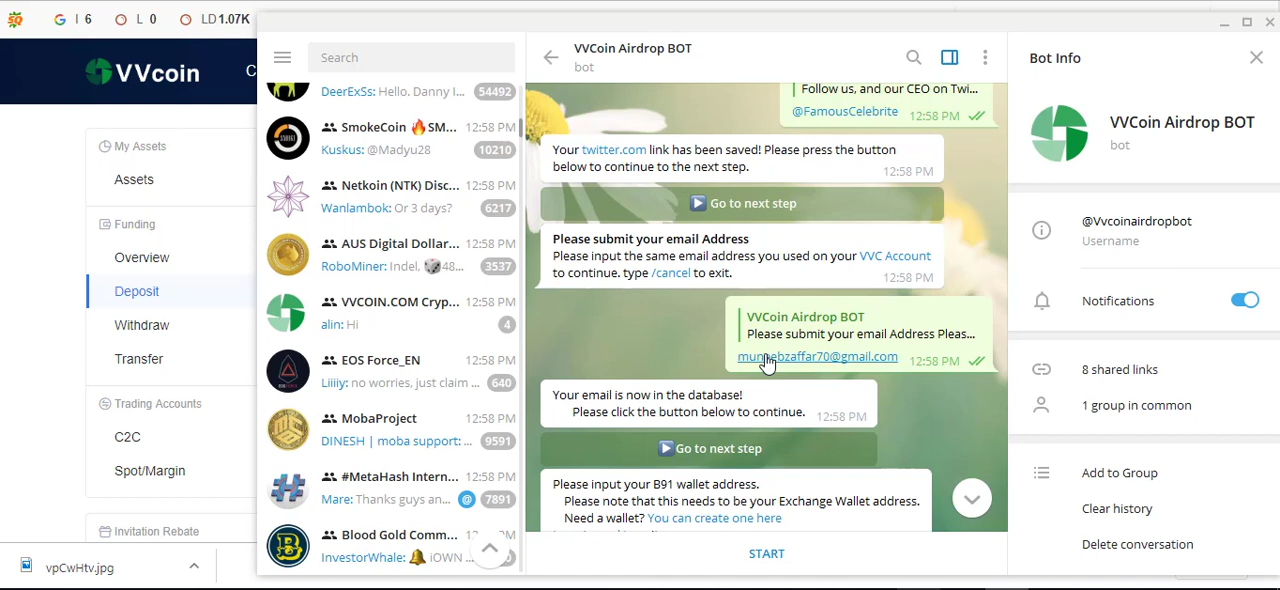 I 6
L 0
LD 1.07K
VVcoin
C
My Assets
Assets
Funding
Overview
Deposit
Withdraw
Transfer
Trading Accounts
C2C
Spot/Margin
Invitation Rebate
vpCwHtv.jpg
Search
DeerExSs: Hello. Danny I...
54492
SmokeCoin 🔥SM...
12:58 PM
Kuskus: @Madyu28
10210
Netkoin (NTK) Disc...
12:58 PM
Wanlambok: Or 3 days?
6217
AUS Digital Dollar...
12:58 PM
RoboMiner: Indel, 🎲48...
3537
VVCOIN.COM Cryp...
12:58 PM
alin: Hi
4
EOS Force_EN
12:58 PM
Liiiiy: no worries, just claim ...
640
MobaProject
12:58 PM
DINESH | moba support: ...
9591
#MetaHash Intern...
12:58 PM
Mare: Thanks guys an...
@
7891
Blood Gold Comm...
InvestorWhale: 🔔 iOWN ...
VVCoin Airdrop BOT
bot
Follow us, and our CEO on Twi...
@FamousCelebrite
12:58 PM
Your twitter.com link has been saved! Please press the button
below to continue to the next step.
12:58 PM
▶ Go to next step
Please submit your email Address
Please input the same email address you used on your VVC Account
to continue. type /cancel to exit.
12:58 PM
VVCoin Airdrop BOT
Please submit your email Address Pleas...
muneebzaffar70@gmail.com
12:58 PM
Your email is now in the database!
Please click the button below to continue.
12:58 PM
▶Go to next step
Please input your B91 wallet address.
Please note that this needs to be your Exchange Wallet address.
Need a wallet? You can create one here
START
Bot Info
VVCoin Airdrop BOT
bot
@Vvcoinairdropbot
Username
Notifications
8 shared links
1 group in common
Add to Group
Clear history
Delete conversation